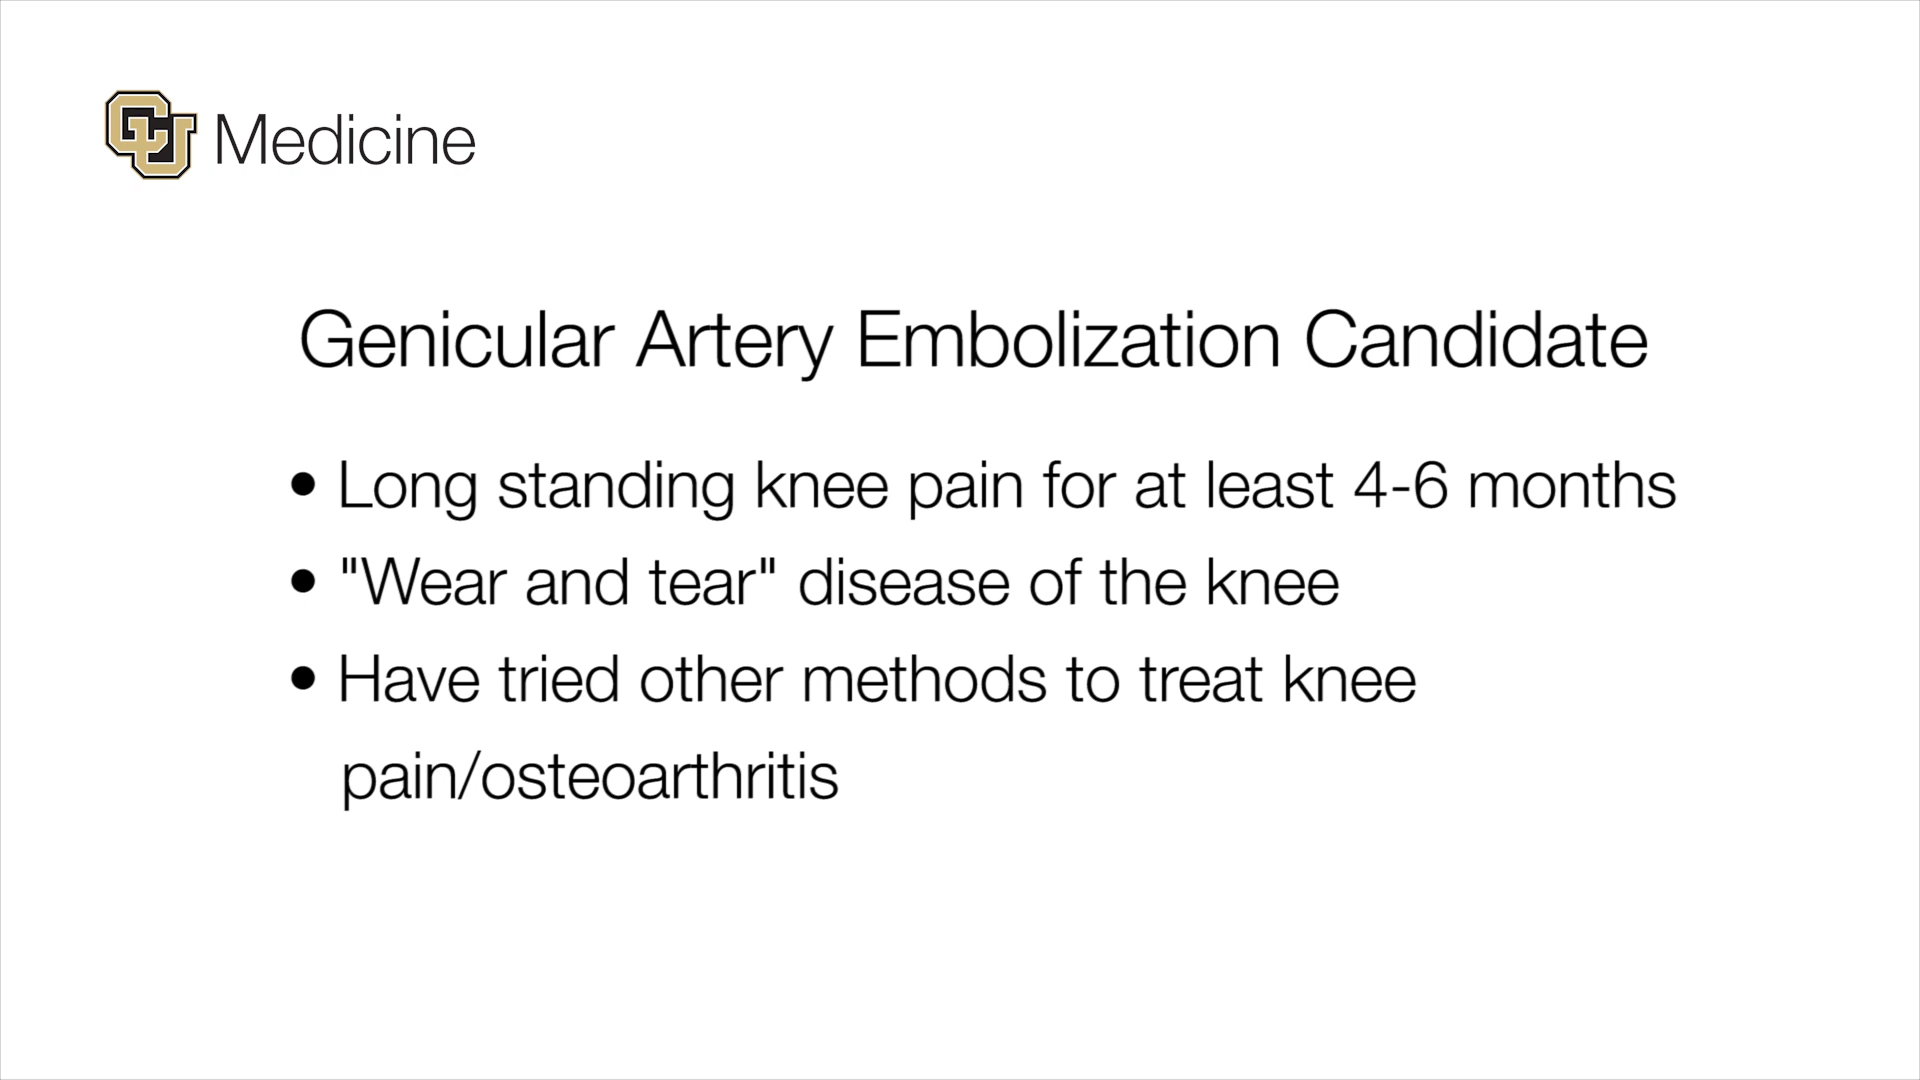 CU Medicine
Genicular Artery Embolization Candidate
• Long standing knee pain for at least 4-6 months
• "Wear and tear" disease of the knee
• Have tried other methods to treat knee
pain/osteoarthritis